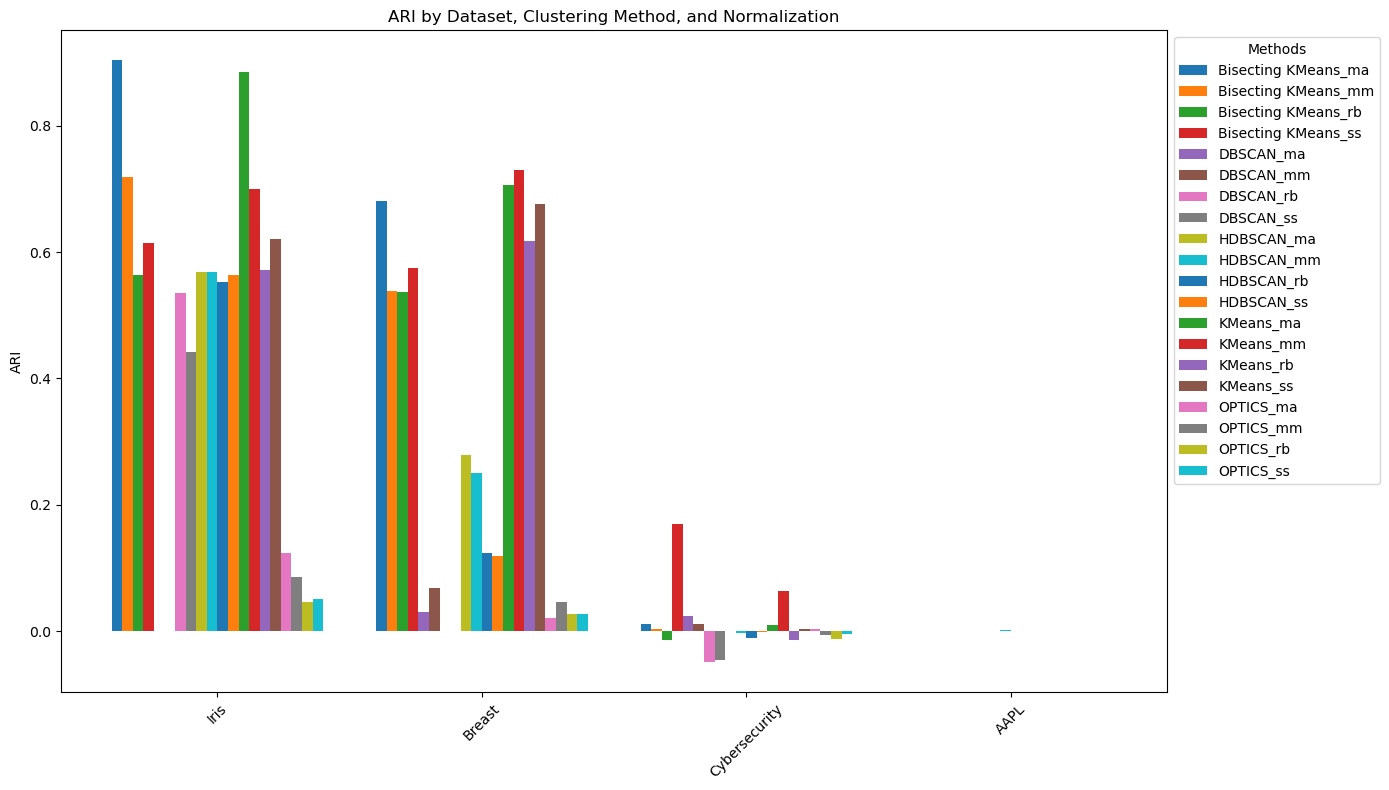 ARI by Dataset, Clustering Method, and Normalization
Methods
Bisecting KMeans_ma
Bisecting KMeans_mm
Bisecting KMeans_rb
Bisecting KMeans_ss
DBSCAN_ma
DBSCAN_mm
DBSCAN_rb
DBSCAN_ss
HDBSCAN_ma
HDBSCAN_mm
HDBSCAN_rb
HDBSCAN_ss
KMeans_ma
KMeans_mm
KMeans_rb
KMeans_ss
OPTICS_ma
OPTICS_mm
OPTICS_rb
OPTICS_ss
ARI
0.8
0.6
0.4
0.2
0.0
Iris
Breast
Cybersecurity
AAPL